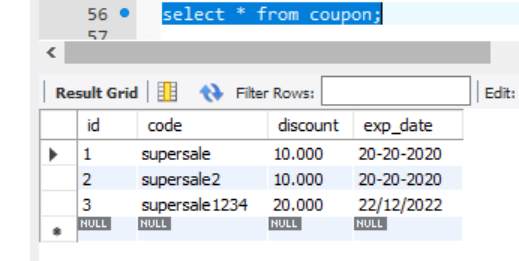 56 select * from coupon;
57
Result Grid Filter Rows: Edit:
id code discount exp_date
1 supersale 10.000 20-20-2020
2 supersale2 10.000 20-20-2020
3 supersale1234 20.000 22/12/2022
NULL NULL NULL NULL